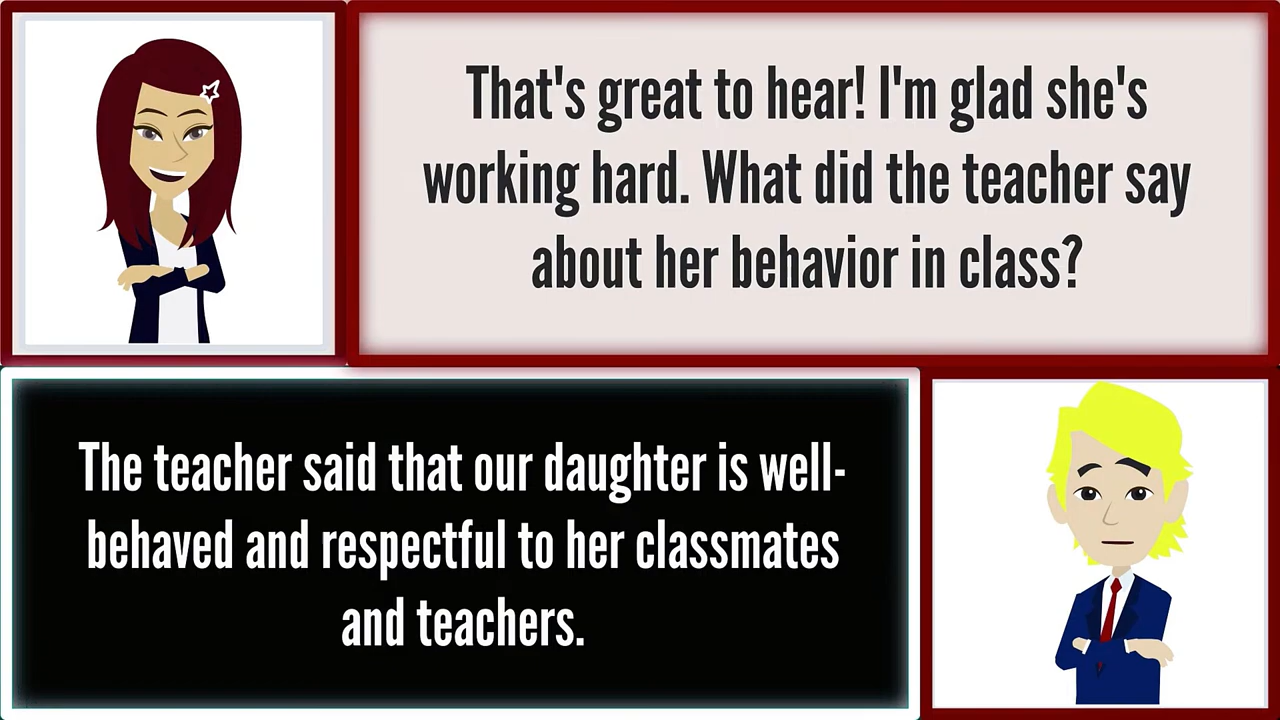 That's great to hear! I'm glad she's
working hard. What did the teacher say
about her behavior in class?
The teacher said that our daughter is well-
behaved and respectful to her classmates
and teachers.